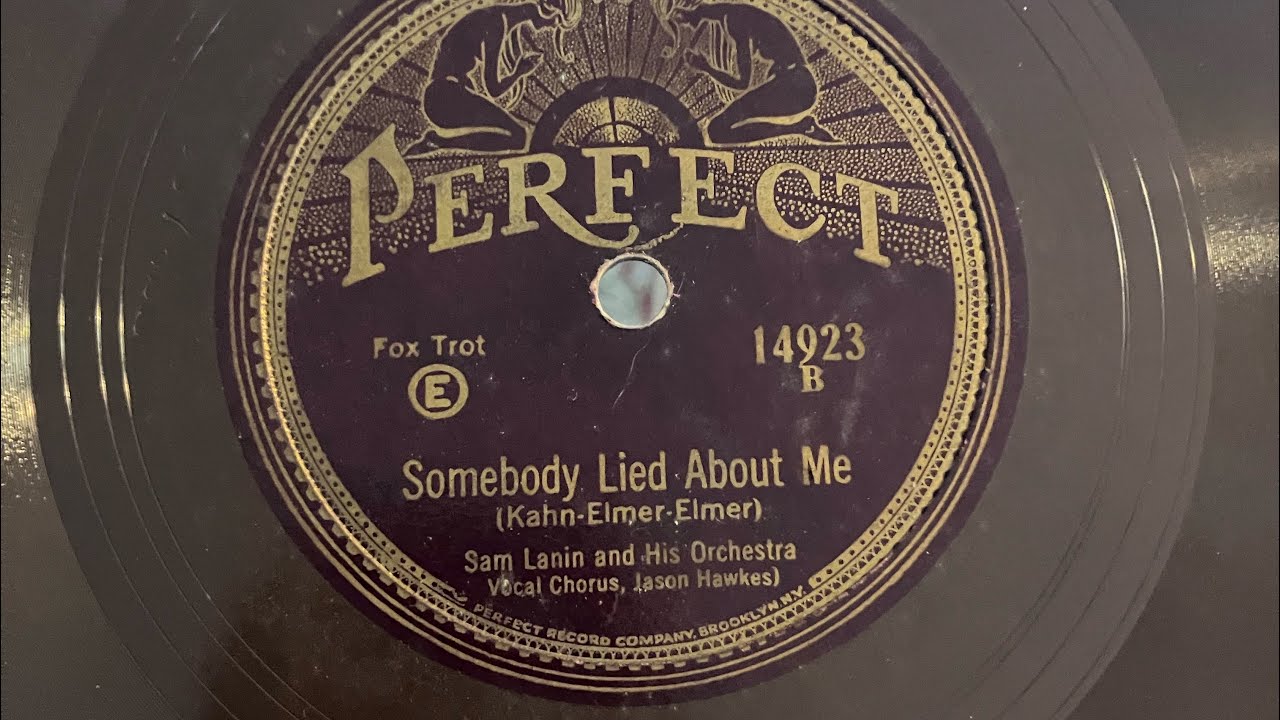 PERFECT
Fox Trot
E
14923
B
Somebody Lied About Me
(Kahn-Elmer-Elmer)
Sam Lanin and His Orchestra
Vocal Chorus, Jason Hawkes)
PERFECT RECORD COMPANY, BROOKLYN, N.Y.